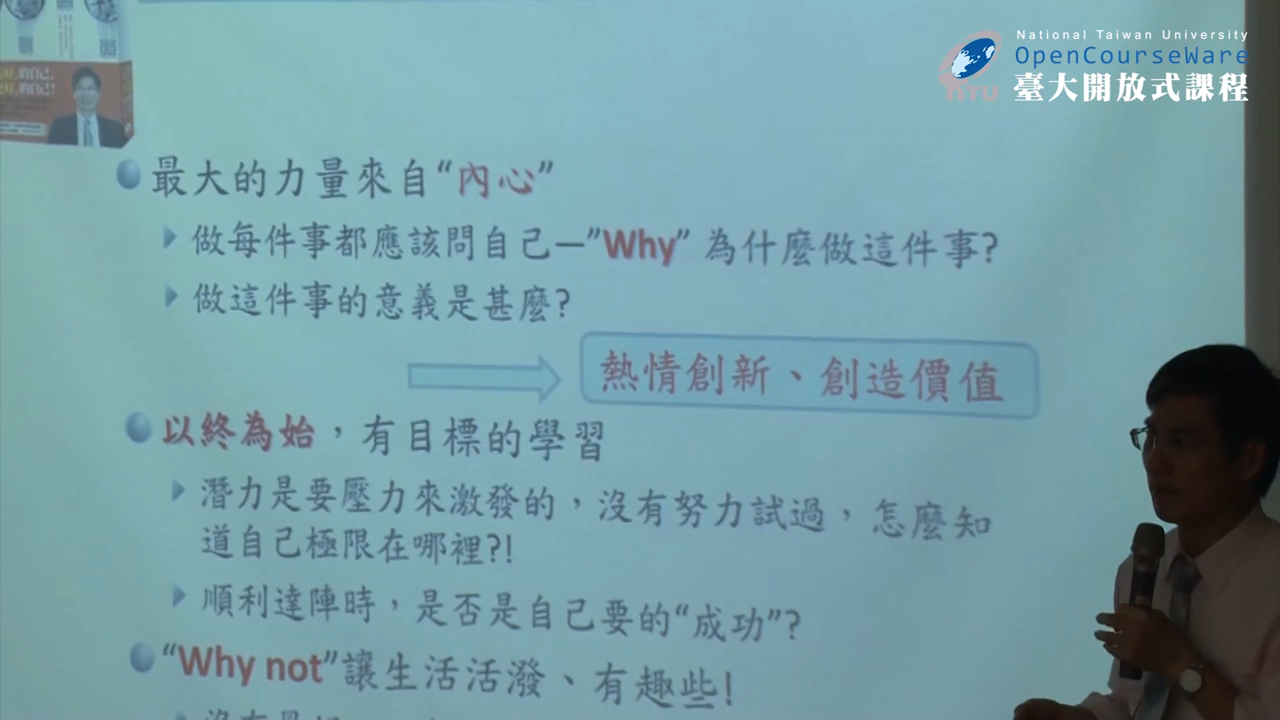 National Taiwan University
OpenCourseWare
臺大開放式課程
的自己,
的自己!
最大的力量來自“內心”
做每件事都應該問自己—”Why” 為什麼做這件事?
做這件事的意義是甚麼?
熱情創新、創造價值
以終為始，有目標的學習
潛力是要壓力來激發的，沒有努力試過，怎麼知
道自己極限在哪裡?!
順利達陣時，是否是自己要的“成功”?
“Why not”讓生活活潑、有趣些!